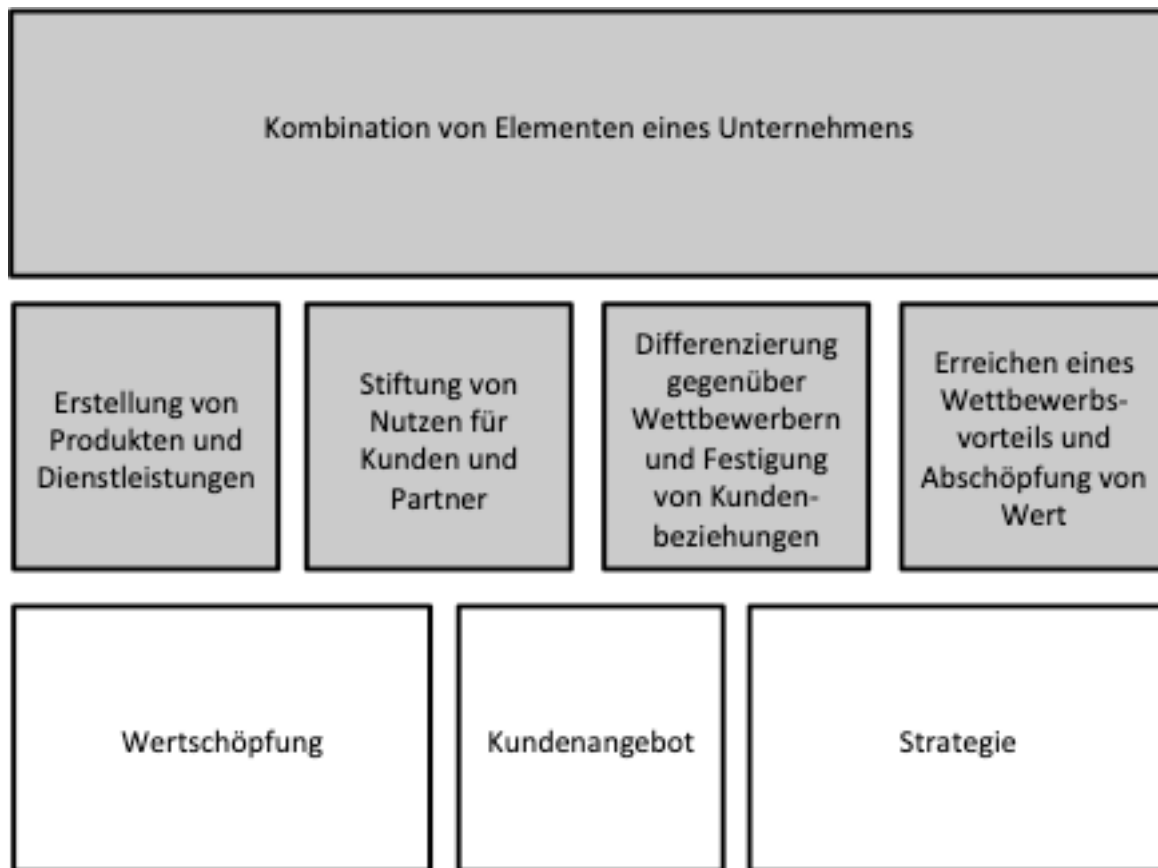 Kombination von Elementen eines Unternehmens
Erstellung von
Produkten und
Dienstleistungen
Stiftung von
Nutzen für
Kunden und
Partner
Differenzierung
gegenüber
Wettbewerbern
und Festigung
von Kunden-
beziehungen
Erreichen eines
Wettbewerbs-
vorteils und
Abschöpfung von
Wert
Wertschöpfung
Kundenangebot
Strategie